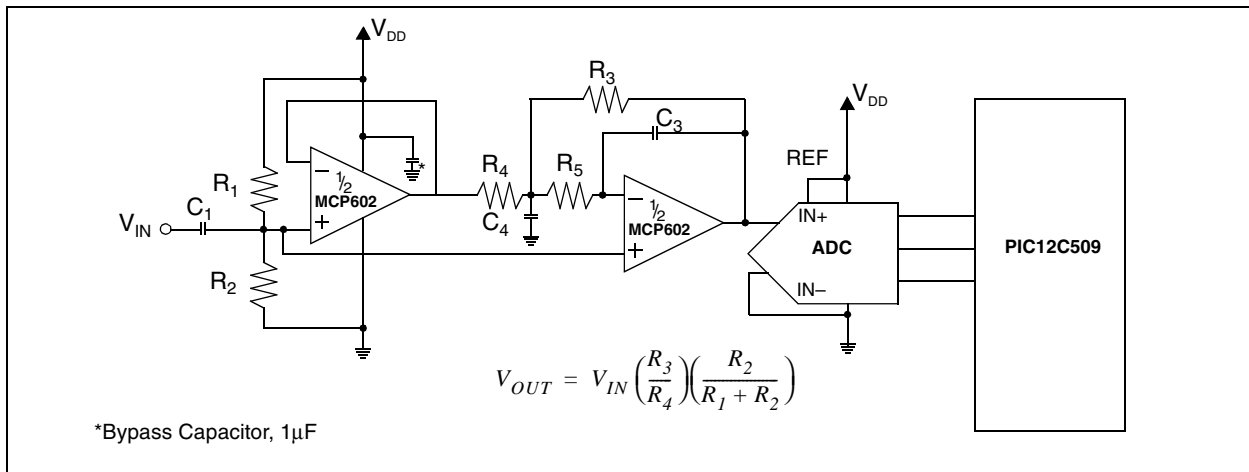 V_DD
R_3
V_DD
C_3
REF
*
R_4
R_5
R_1
−
½
MCP602
−
½
MCP602
IN+
V_IN
C_1
+
C_4
ADC
PIC12C509
+
R_2
IN−
V_OUT = V_IN (R_3/R_4)(R_2/(R_1 + R_2))
*Bypass Capacitor, 1μF